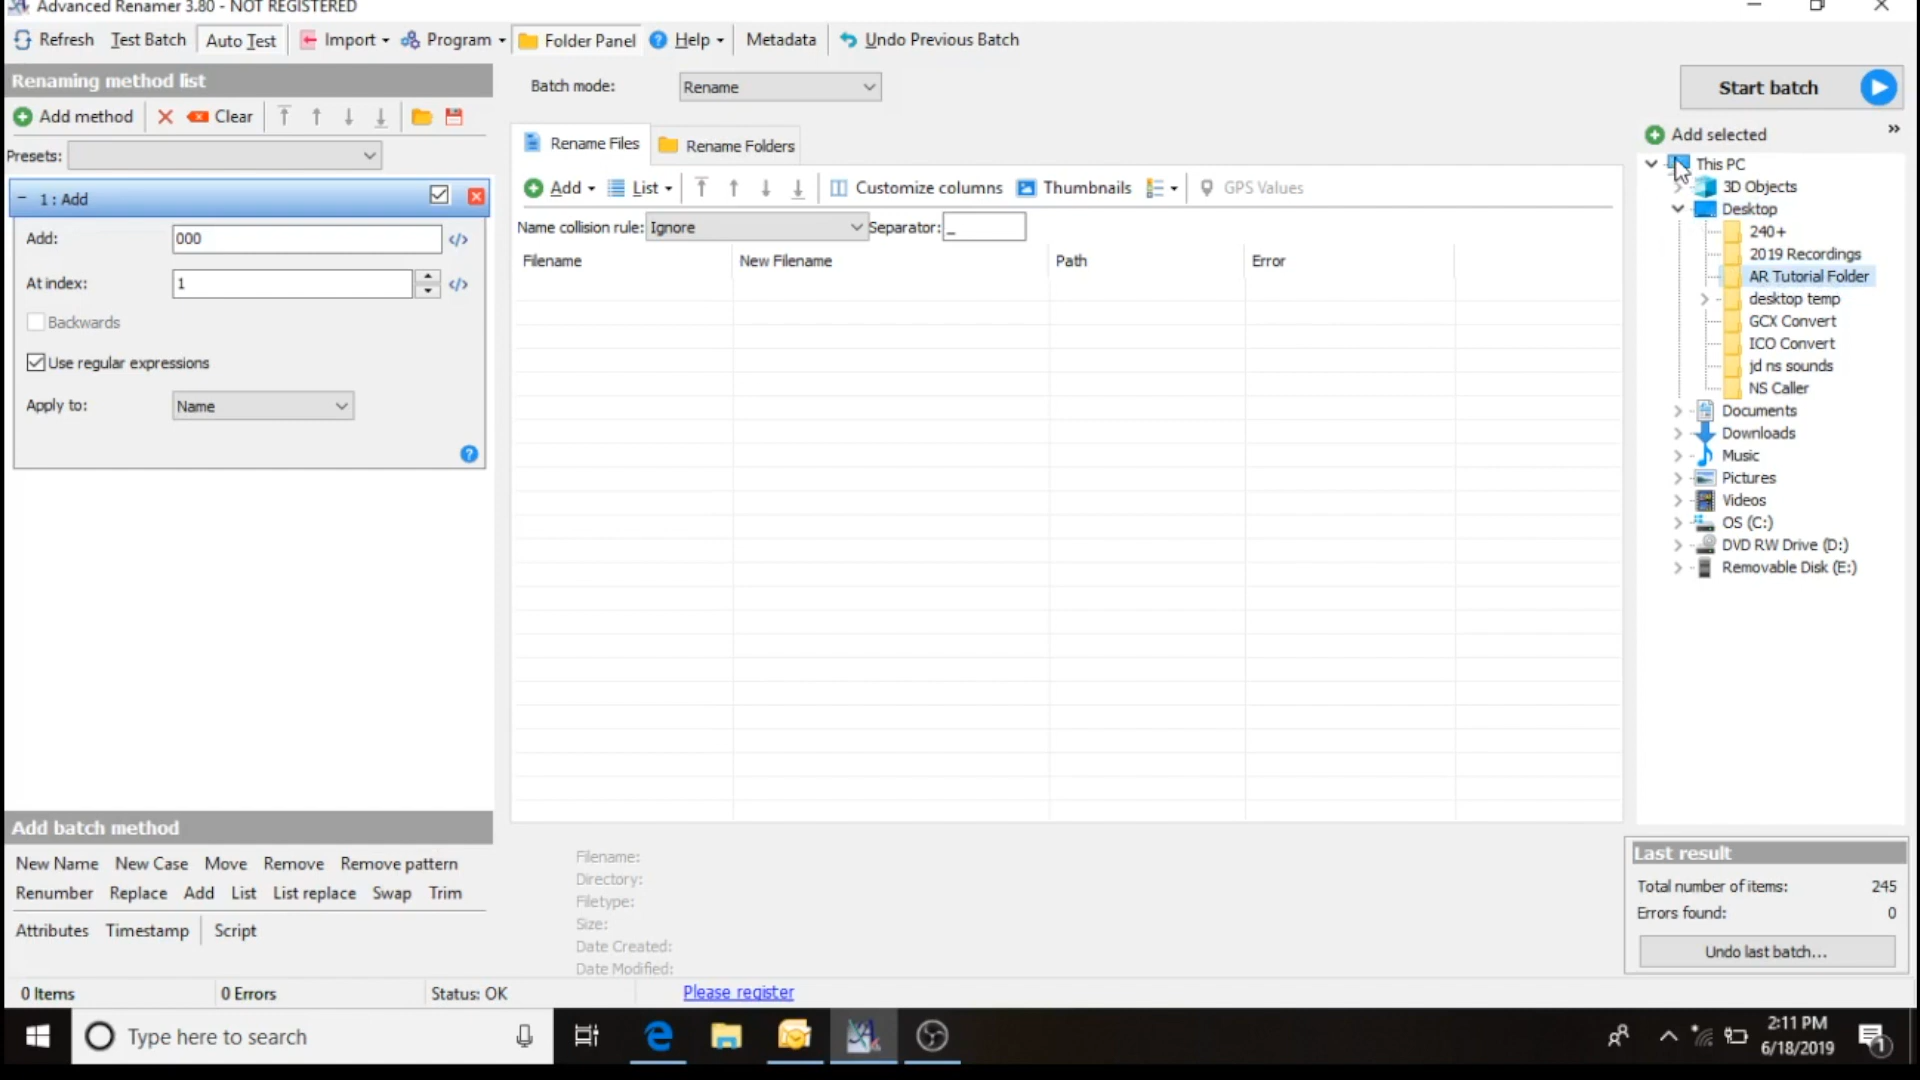 Advanced Renamer 3.80 - NOT REGISTERED
Refresh Test Batch Auto Test Import Program Folder Panel Help Metadata Undo Previous Batch
Renaming method list
Batch mode: Rename
Start batch
Add method Clear
Presets:
Add selected »
Rename Files Rename Folders
This PC
1 : Add
Add List Customize columns Thumbnails GPS Values
3D Objects
Desktop
Name collision rule: Ignore Separator: _
Add: 000 </>
240+
2019 Recordings
Filename New Filename Path Error
At index: 1 </>
AR Tutorial Folder
desktop temp
Backwards
GCX Convert
ICO Convert
Use regular expressions
jd ns sounds
NS Caller
Apply to: Name
Documents
Downloads
Music
Pictures
Videos
OS (C:)
DVD RW Drive (D:)
Removable Disk (E:)
Add batch method
New Name New Case Move Remove Remove pattern
Renumber Replace Add List List replace Swap Trim
Attributes Timestamp Script
Filename:
Directory:
Filetype:
Size:
Date Created:
Date Modified:
Last result
Total number of items: 245
Errors found: 0
Undo last batch...
0 Items 0 Errors Status: OK Please register
Type here to search
2:11 PM
6/18/2019
1